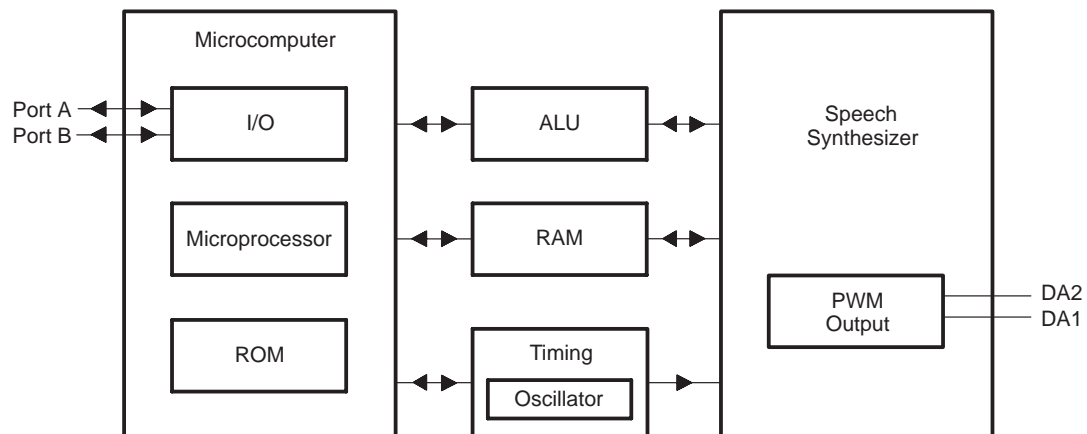 Microcomputer
Port A
Port B
I/O
Microprocessor
ROM
ALU
RAM
Timing
Oscillator
Speech
Synthesizer
PWM
Output
DA2
DA1